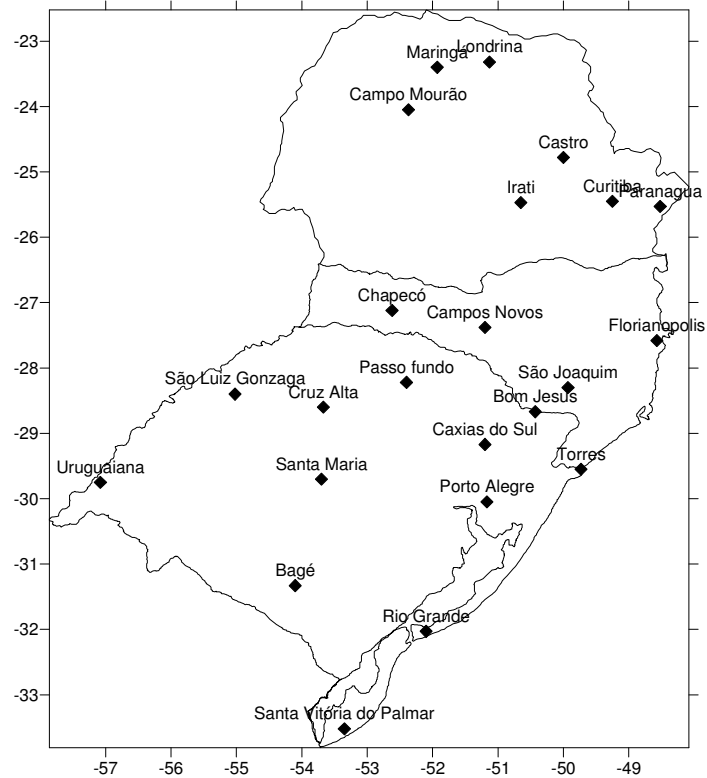 -23
Londrina
Maringá
Campo Mourão
-24
Castro
-25
Irati
Curitiba
Paranagua
-26
Chapecó
-27
Campos Novos
Florianopolis
Passo fundo
-28
São Joaquim
São Luiz Gonzaga
Cruz Alta
Bom Jesus
Caxias do Sul
-29
Torres
Uruguaiana
Santa Maria
Porto Alegre
-30
-31
Bagé
Rio Grande
-32
-33
Santa Vitória do Palmar
-57 -56 -55 -54 -53 -52 -51 -50 -49